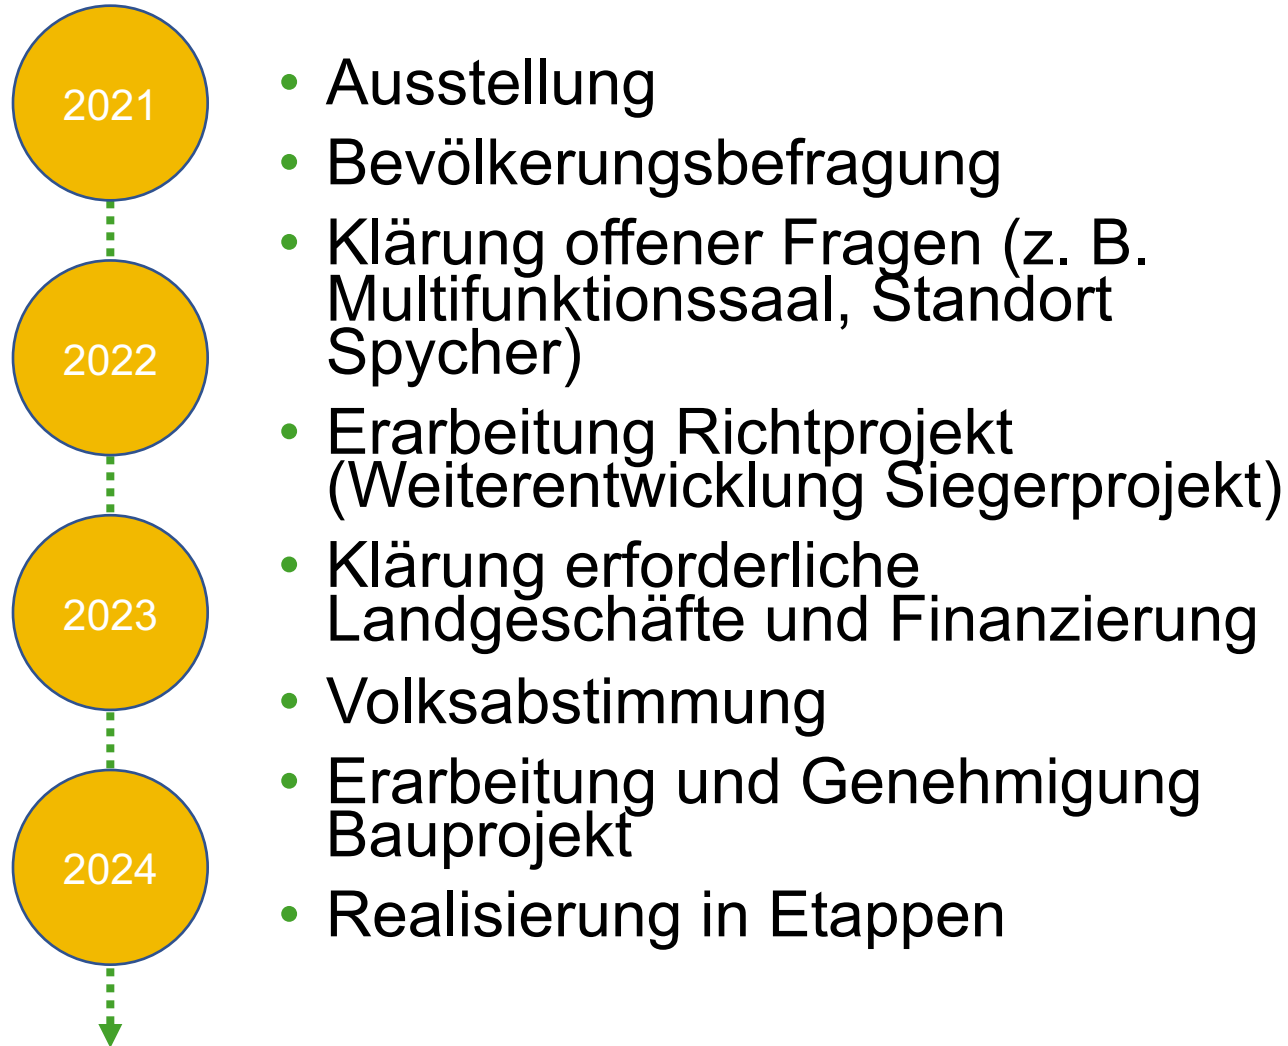 2021
2022
2023
2024
• Ausstellung
• Bevölkerungsbefragung
• Klärung offener Fragen (z. B.
Multifunktionssaal, Standort
Spycher)
• Erarbeitung Richtprojekt
(Weiterentwicklung Siegerprojekt)
• Klärung erforderliche
Landgeschäfte und Finanzierung
• Volksabstimmung
• Erarbeitung und Genehmigung
Bauprojekt
• Realisierung in Etappen